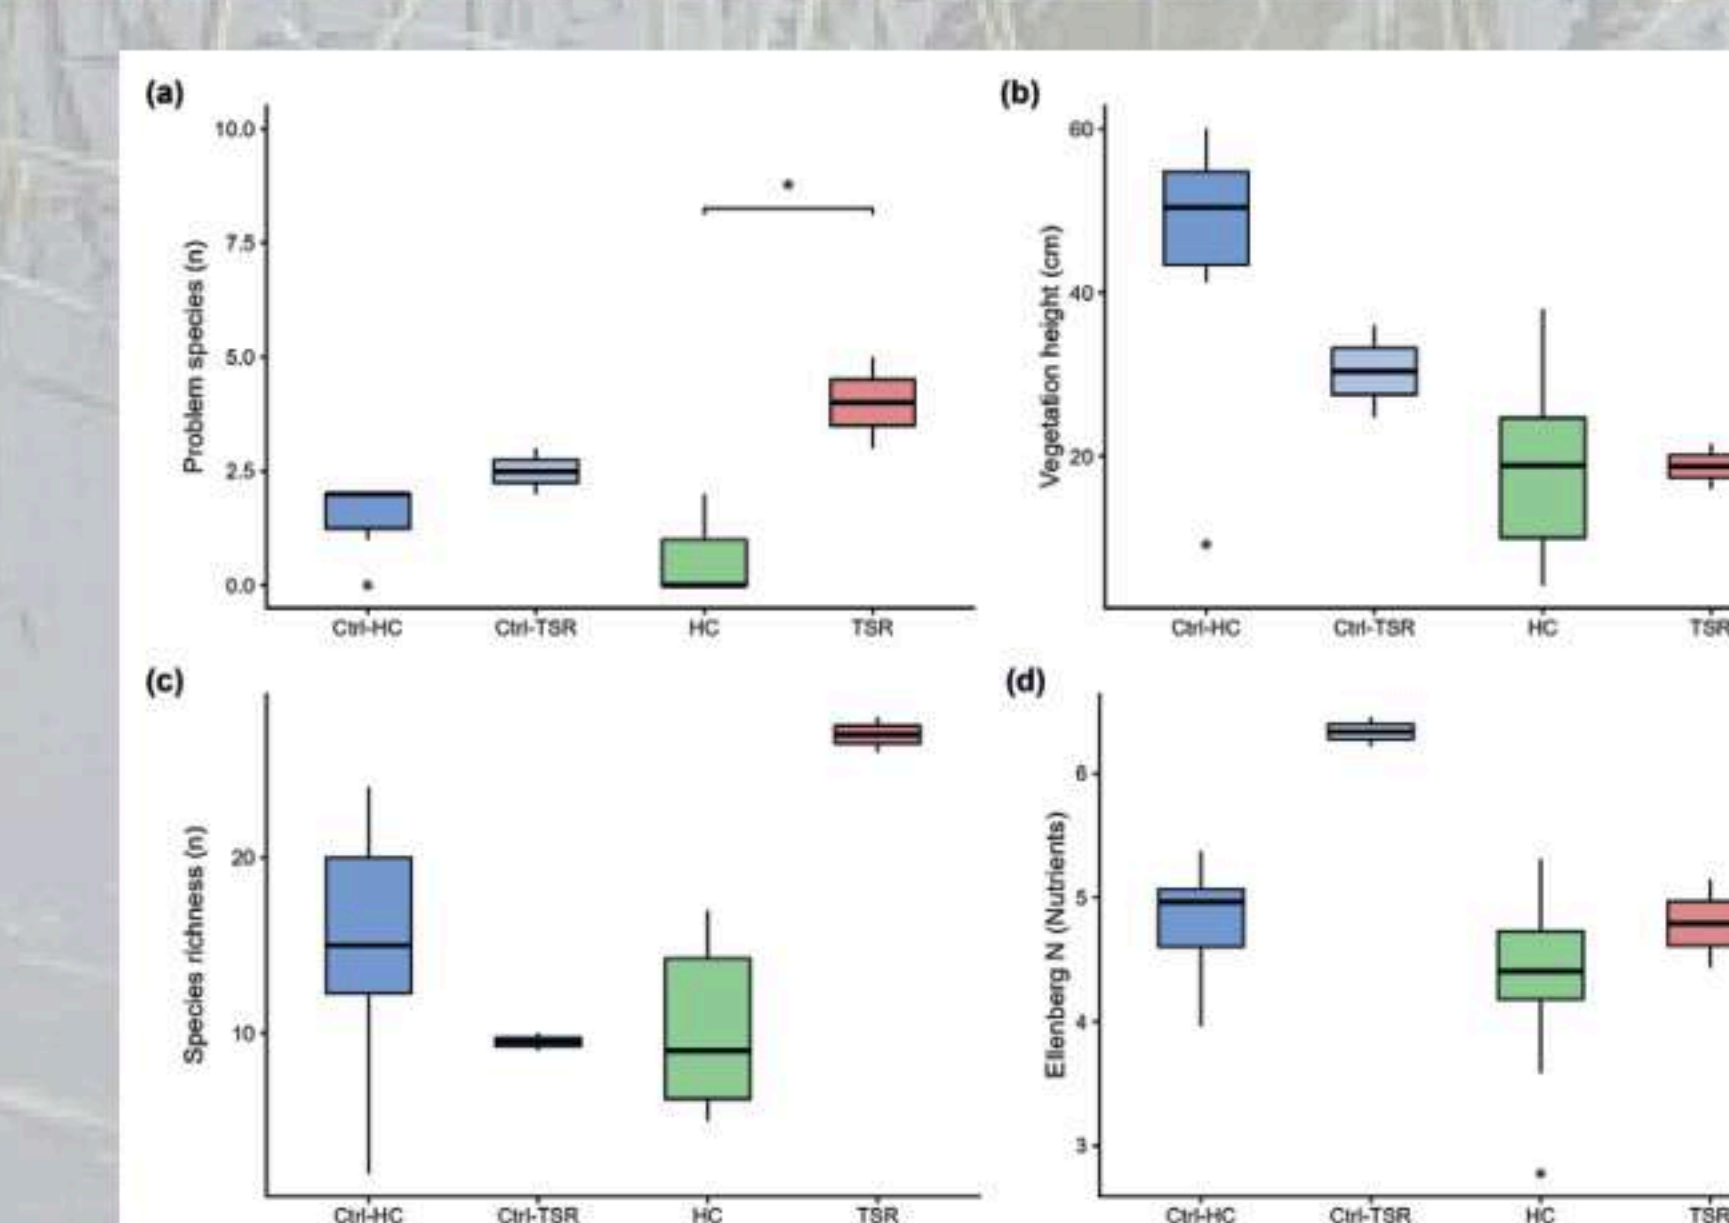 (a)
Problem species (n)
10.0
7.5
5.0
2.5
0.0
Ctrl-HC Ctrl-TSR HC TSR
(b)
Vegetation height (cm)
60
40
20
Ctrl-HC Ctrl-TSR HC TSR
(c)
Species richness (n)
20
10
Ctrl-HC Ctrl-TSR HC TSR
(d)
Ellenberg N (Nutrients)
6
5
4
3
Ctrl-HC Ctrl-TSR HC TSR